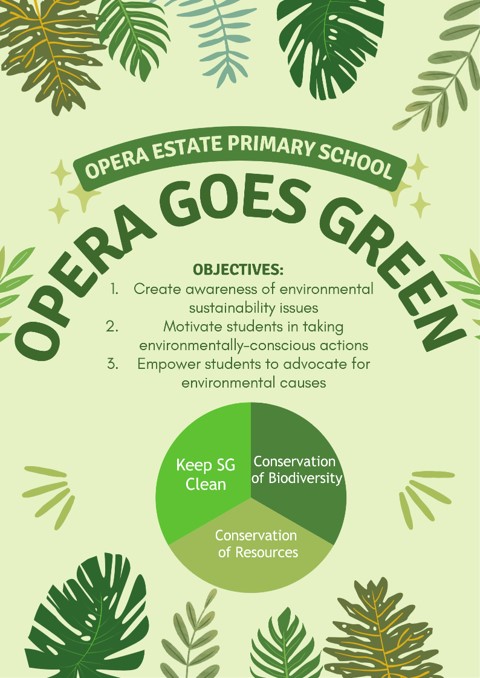 OPERA ESTATE PRIMARY SCHOOL
OPERA GOES GREEN
OBJECTIVES:
1. Create awareness of environmental
sustainability issues
2. Motivate students in taking
environmentally-conscious actions
3. Empower students to advocate for
environmental causes
Keep SG
Clean
Conservation
of Biodiversity
Conservation
of Resources